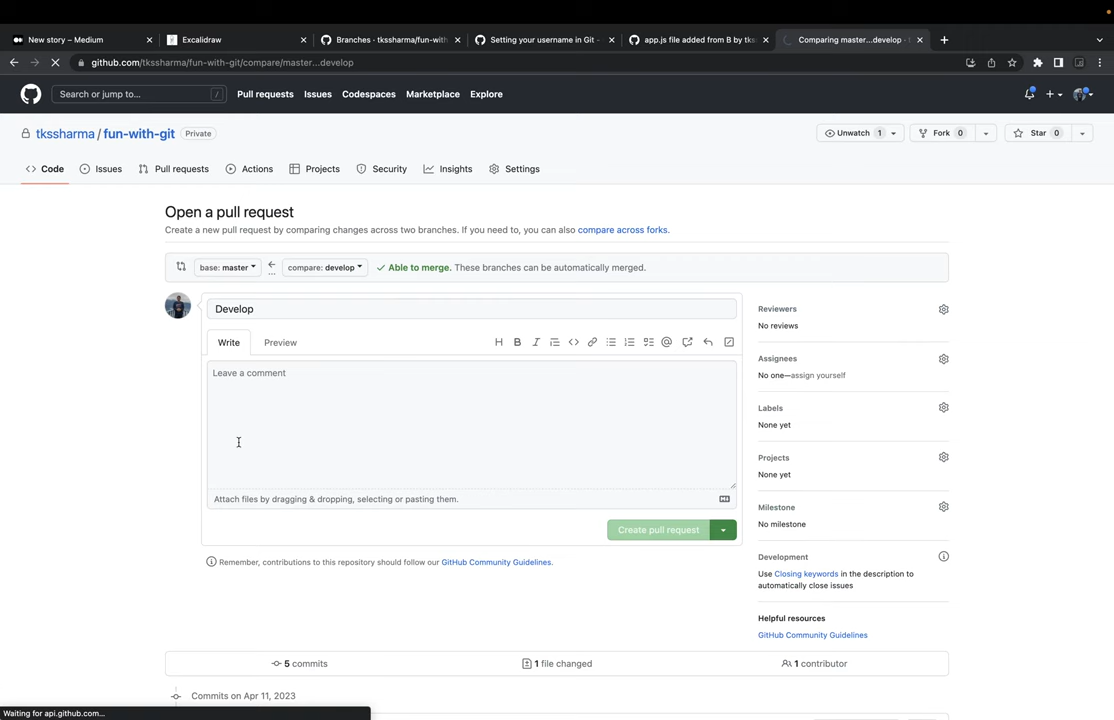 New story – Medium
Excalidraw
Branches · tkssharma/fun-with-
Setting your username in Git -
app.js file added from B by tks
Comparing master...develop ·
github.com/tkssharma/fun-with-git/compare/master...develop
Search or jump to...
/
Pull requests
Issues
Codespaces
Marketplace
Explore
tkssharma / fun-with-git
Private
Unwatch 1
Fork 0
Star 0
Code
Issues
Pull requests
Actions
Projects
Security
Insights
Settings
Open a pull request
Create a new pull request by comparing changes across two branches. If you need to, you can also compare across forks.
base: master
compare: develop
Able to merge. These branches can be automatically merged.
Develop
Write
Preview
Leave a comment
Attach files by dragging & dropping, selecting or pasting them.
Create pull request
Remember, contributions to this repository should follow our GitHub Community Guidelines.
Reviewers
No reviews
Assignees
No one—assign yourself
Labels
None yet
Projects
None yet
Milestone
No milestone
Development
Use Closing keywords in the description to
automatically close issues
Helpful resources
GitHub Community Guidelines
5 commits
1 file changed
1 contributor
Commits on Apr 11, 2023
Waiting for api.github.com...